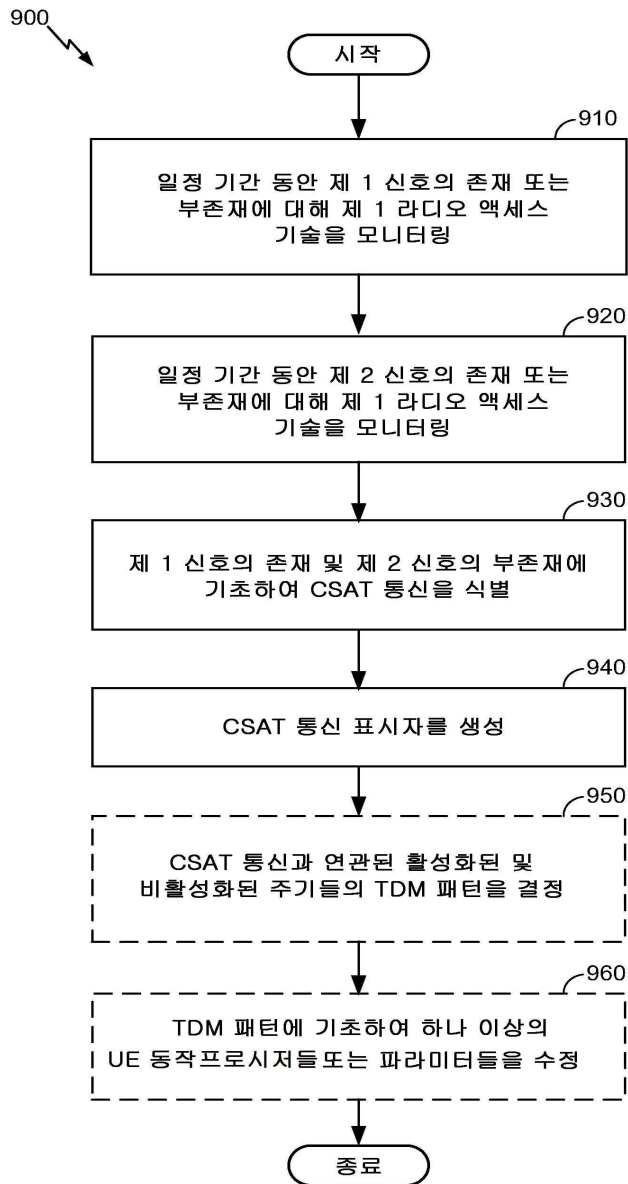 900
시작
910
일정 기간 동안 제 1 신호의 존재 또는
부존재에 대해 제 1 라디오 액세스
기술을 모니터링
920
일정 기간 동안 제 2 신호의 존재 또는
부존재에 대해 제 1 라디오 액세스
기술을 모니터링
930
제 1 신호의 존재 및 제 2 신호의 부존재에
기초하여 CSAT 통신을 식별
940
CSAT 통신 표시자를 생성
950
CSAT 통신과 연관된 활성화된 및
비활성화된 주기들의 TDM 패턴을 결정
960
TDM 패턴에 기초하여 하나 이상의
UE 동작프로시저들 또는 파라미터들을 수정
종료